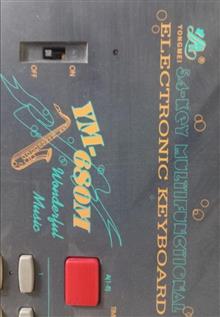 YONGMEI
54-KEY MULTIFUNCTIONAL
ELECTRONIC KEYBOARD
ON
OFF
YM-680M
Wonderful
Music